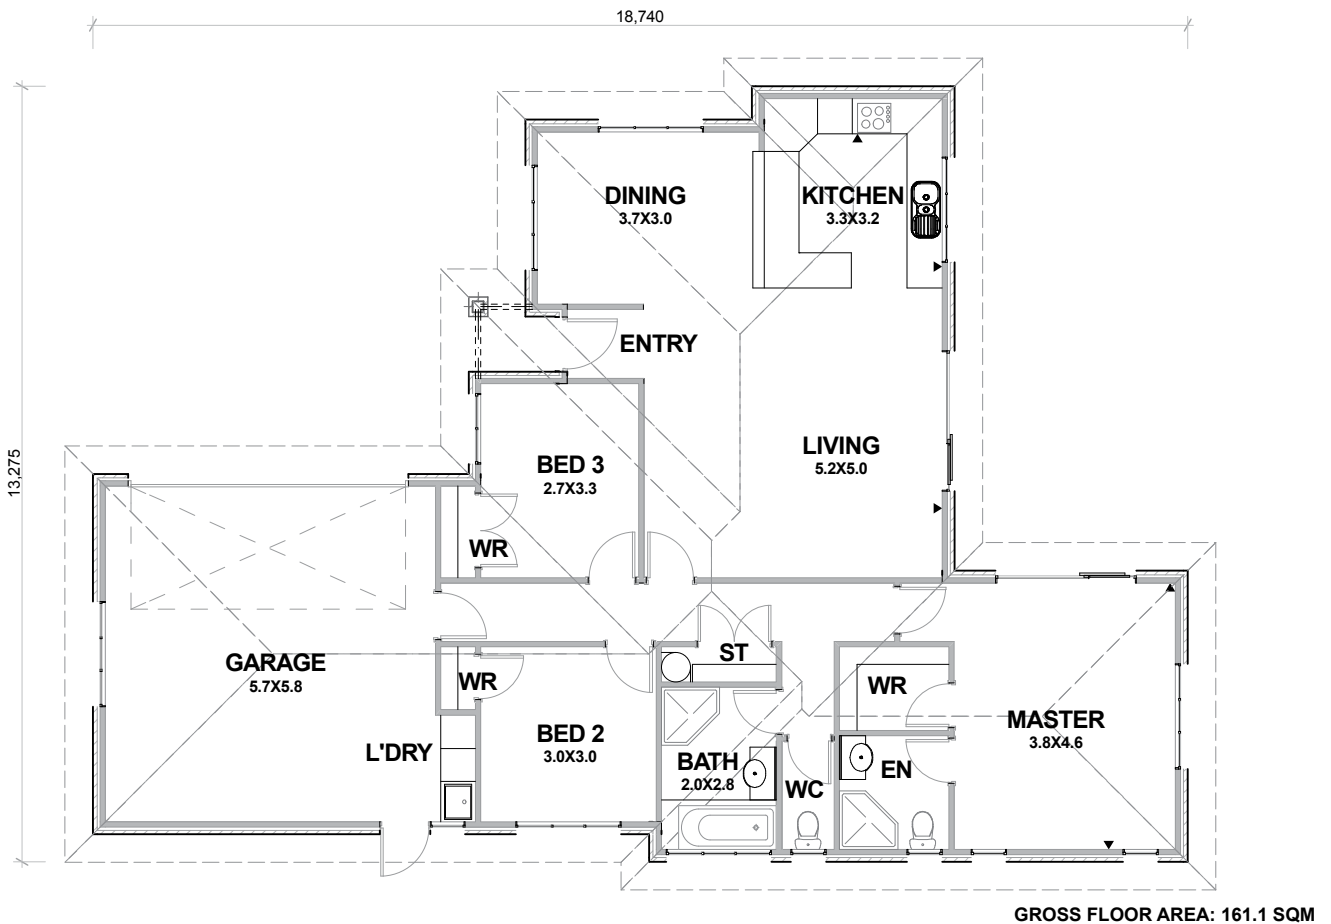 18,740
13,275
DINING
3.7X3.0
KITCHEN
3.3X3.2
ENTRY
LIVING
5.2X5.0
BED 3
2.7X3.3
WR
GARAGE
5.7X5.8
ST
WR
WR
L'DRY
BED 2
3.0X3.0
BATH
2.0X2.8
WC
EN
MASTER
3.8X4.6
GROSS FLOOR AREA: 161.1 SQM